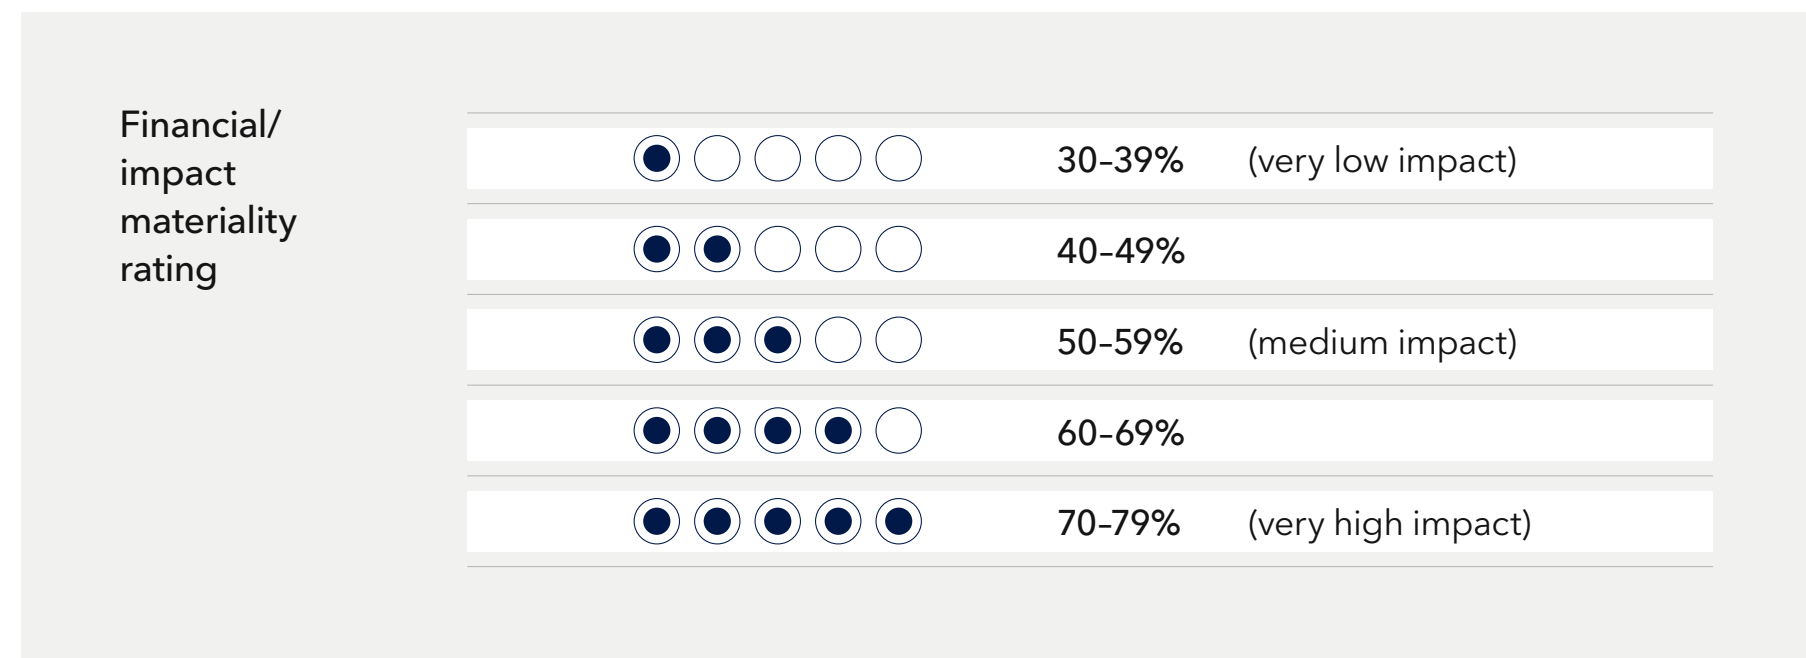 Financial/
impact
materiality
rating
30–39% (very low impact)
40–49%
50–59% (medium impact)
60–69%
70–79% (very high impact)